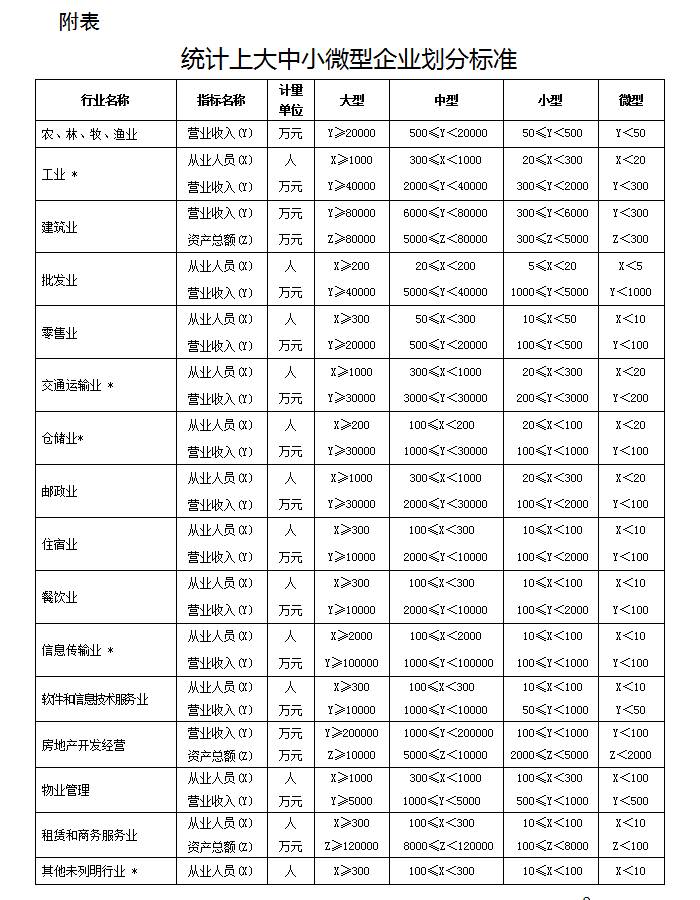 附表
统计上大中小微型企业划分标准
行业名称 指标名称 计量单位 大型 中型 小型 微型
农、林、牧、渔业 营业收入(Y) 万元 Y≥20000 500≤Y＜20000 50≤Y＜500 Y＜50
工业 * 从业人员(X) 人 X≥1000 300≤X＜1000 20≤X＜300 X＜20
营业收入(Y) 万元 Y≥40000 2000≤Y＜40000 300≤Y＜2000 Y＜300
建筑业 营业收入(Y) 万元 Y≥80000 6000≤Y＜80000 300≤Y＜6000 Y＜300
资产总额(Z) 万元 Z≥80000 5000≤Z＜80000 300≤Z＜5000 Z＜300
批发业 从业人员(X) 人 X≥200 20≤X＜200 5≤X＜20 X＜5
营业收入(Y) 万元 Y≥40000 5000≤Y＜40000 1000≤Y＜5000 Y＜1000
零售业 从业人员(X) 人 X≥300 50≤X＜300 10≤X＜50 X＜10
营业收入(Y) 万元 Y≥20000 500≤Y＜20000 100≤Y＜500 Y＜100
交通运输业 * 从业人员(X) 人 X≥1000 300≤X＜1000 20≤X＜300 X＜20
营业收入(Y) 万元 Y≥30000 3000≤Y＜30000 200≤Y＜3000 Y＜200
仓储业* 从业人员(X) 人 X≥200 100≤X＜200 20≤X＜100 X＜20
营业收入(Y) 万元 Y≥30000 1000≤Y＜30000 100≤Y＜1000 Y＜100
邮政业 从业人员(X) 人 X≥1000 300≤X＜1000 20≤X＜300 X＜20
营业收入(Y) 万元 Y≥30000 2000≤Y＜30000 100≤Y＜2000 Y＜100
住宿业 从业人员(X) 人 X≥300 100≤X＜300 10≤X＜100 X＜10
营业收入(Y) 万元 Y≥10000 2000≤Y＜10000 100≤Y＜2000 Y＜100
餐饮业 从业人员(X) 人 X≥300 100≤X＜300 10≤X＜100 X＜10
营业收入(Y) 万元 Y≥10000 2000≤Y＜10000 100≤Y＜2000 Y＜100
信息传输业 * 从业人员(X) 人 X≥2000 100≤X＜2000 10≤X＜100 X＜10
营业收入(Y) 万元 Y≥100000 1000≤Y＜100000 100≤Y＜1000 Y＜100
软件和信息技术服务业 从业人员(X) 人 X≥300 100≤X＜300 10≤X＜100 X＜10
营业收入(Y) 万元 Y≥10000 1000≤Y＜10000 50≤Y＜1000 Y＜50
房地产开发经营 营业收入(Y) 万元 Y≥200000 1000≤Y＜200000 100≤Y＜1000 Y＜100
资产总额(Z) 万元 Z≥10000 5000≤Z＜10000 2000≤Z＜5000 Z＜2000
物业管理 从业人员(X) 人 X≥1000 300≤X＜1000 100≤X＜300 X＜100
营业收入(Y) 万元 Y≥5000 1000≤Y＜5000 500≤Y＜1000 Y＜500
租赁和商务服务业 从业人员(X) 人 X≥300 100≤X＜300 10≤X＜100 X＜10
资产总额(Z) 万元 Z≥120000 8000≤Z＜120000 100≤Z＜8000 Z＜100
其他未列明行业 * 从业人员(X) 人 X≥300 100≤X＜300 10≤X＜100 X＜10